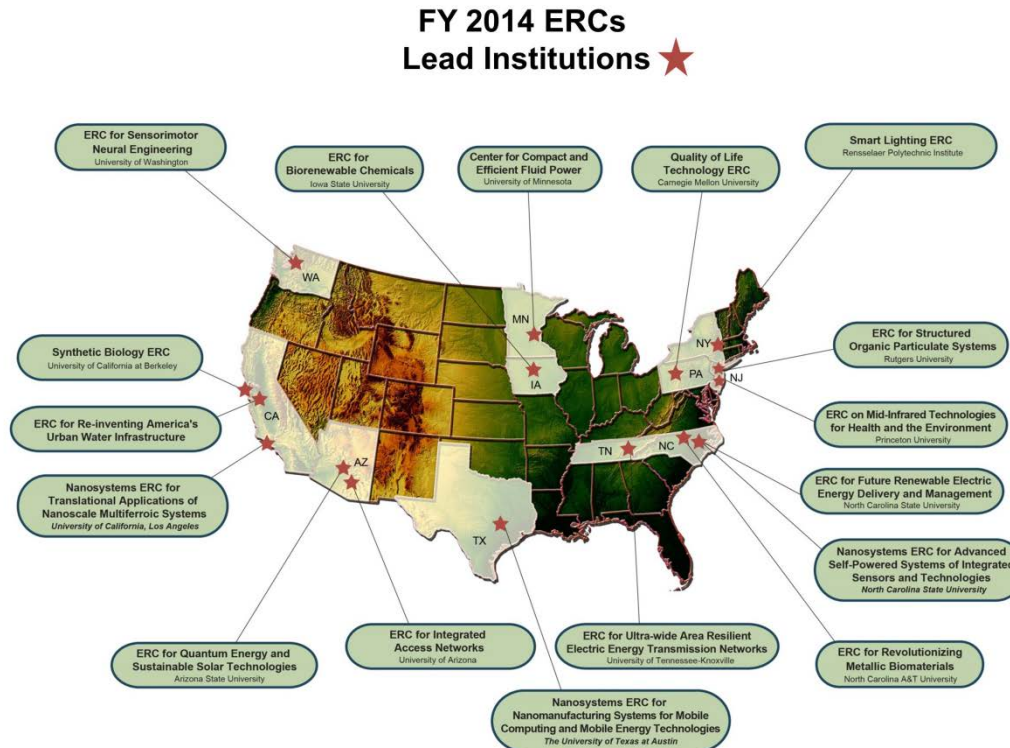 FY 2014 ERCs
Lead Institutions
ERC for Sensorimotor
Neural Engineering
University of Washington
ERC for
Biorenewable Chemicals
Iowa State University
Center for Compact and
Efficient Fluid Power
University of Minnesota
Quality of Life
Technology ERC
Carnegie Mellon University
Smart Lighting ERC
Rensselaer Polytechnic Institute
WA
MN
IA
NY
PA
NJ
CA
AZ
TX
TN
NC
Synthetic Biology ERC
University of California at Berkeley
ERC for Re-inventing America's
Urban Water Infrastructure
Nanosystems ERC for
Translational Applications of
Nanoscale Multiferroic Systems
University of California, Los Angeles
ERC for Structured
Organic Particulate Systems
Rutgers University
ERC on Mid-Infrared Technologies
for Health and the Environment
Princeton University
ERC for Future Renewable Electric
Energy Delivery and Management
North Carolina State University
Nanosystems ERC for Advanced
Self-Powered Systems of Integrated
Sensors and Technologies
North Carolina State University
ERC for Quantum Energy and
Sustainable Solar Technologies
Arizona State University
ERC for Integrated
Access Networks
University of Arizona
ERC for Ultra-wide Area Resilient
Electric Energy Transmission Networks
University of Tennessee-Knoxville
ERC for Revolutionizing
Metallic Biomaterials
North Carolina A&T University
Nanosystems ERC for
Nanomanufacturing Systems for Mobile
Computing and Mobile Energy Technologies
The University of Texas at Austin